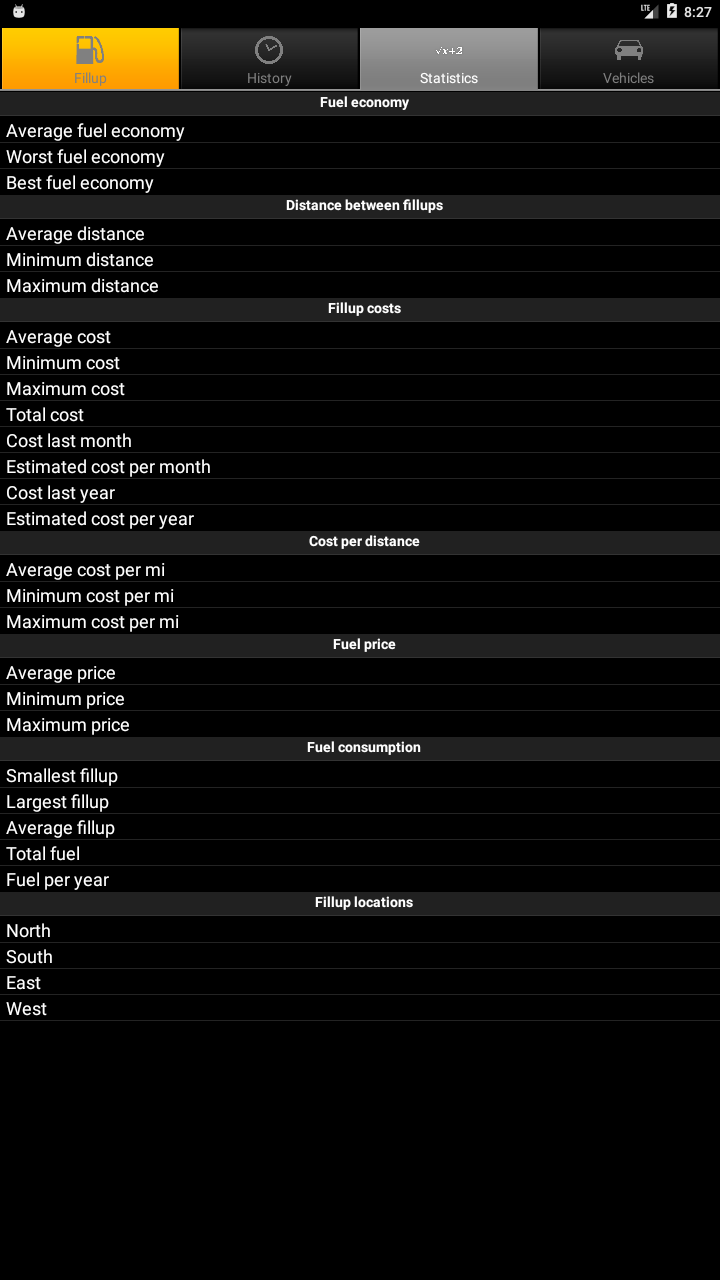 LTE 8:27
Fillup
History
√x+2
Statistics
Vehicles
Fuel economy
Average fuel economy
Worst fuel economy
Best fuel economy
Distance between fillups
Average distance
Minimum distance
Maximum distance
Fillup costs
Average cost
Minimum cost
Maximum cost
Total cost
Cost last month
Estimated cost per month
Cost last year
Estimated cost per year
Cost per distance
Average cost per mi
Minimum cost per mi
Maximum cost per mi
Fuel price
Average price
Minimum price
Maximum price
Fuel consumption
Smallest fillup
Largest fillup
Average fillup
Total fuel
Fuel per year
Fillup locations
North
South
East
West